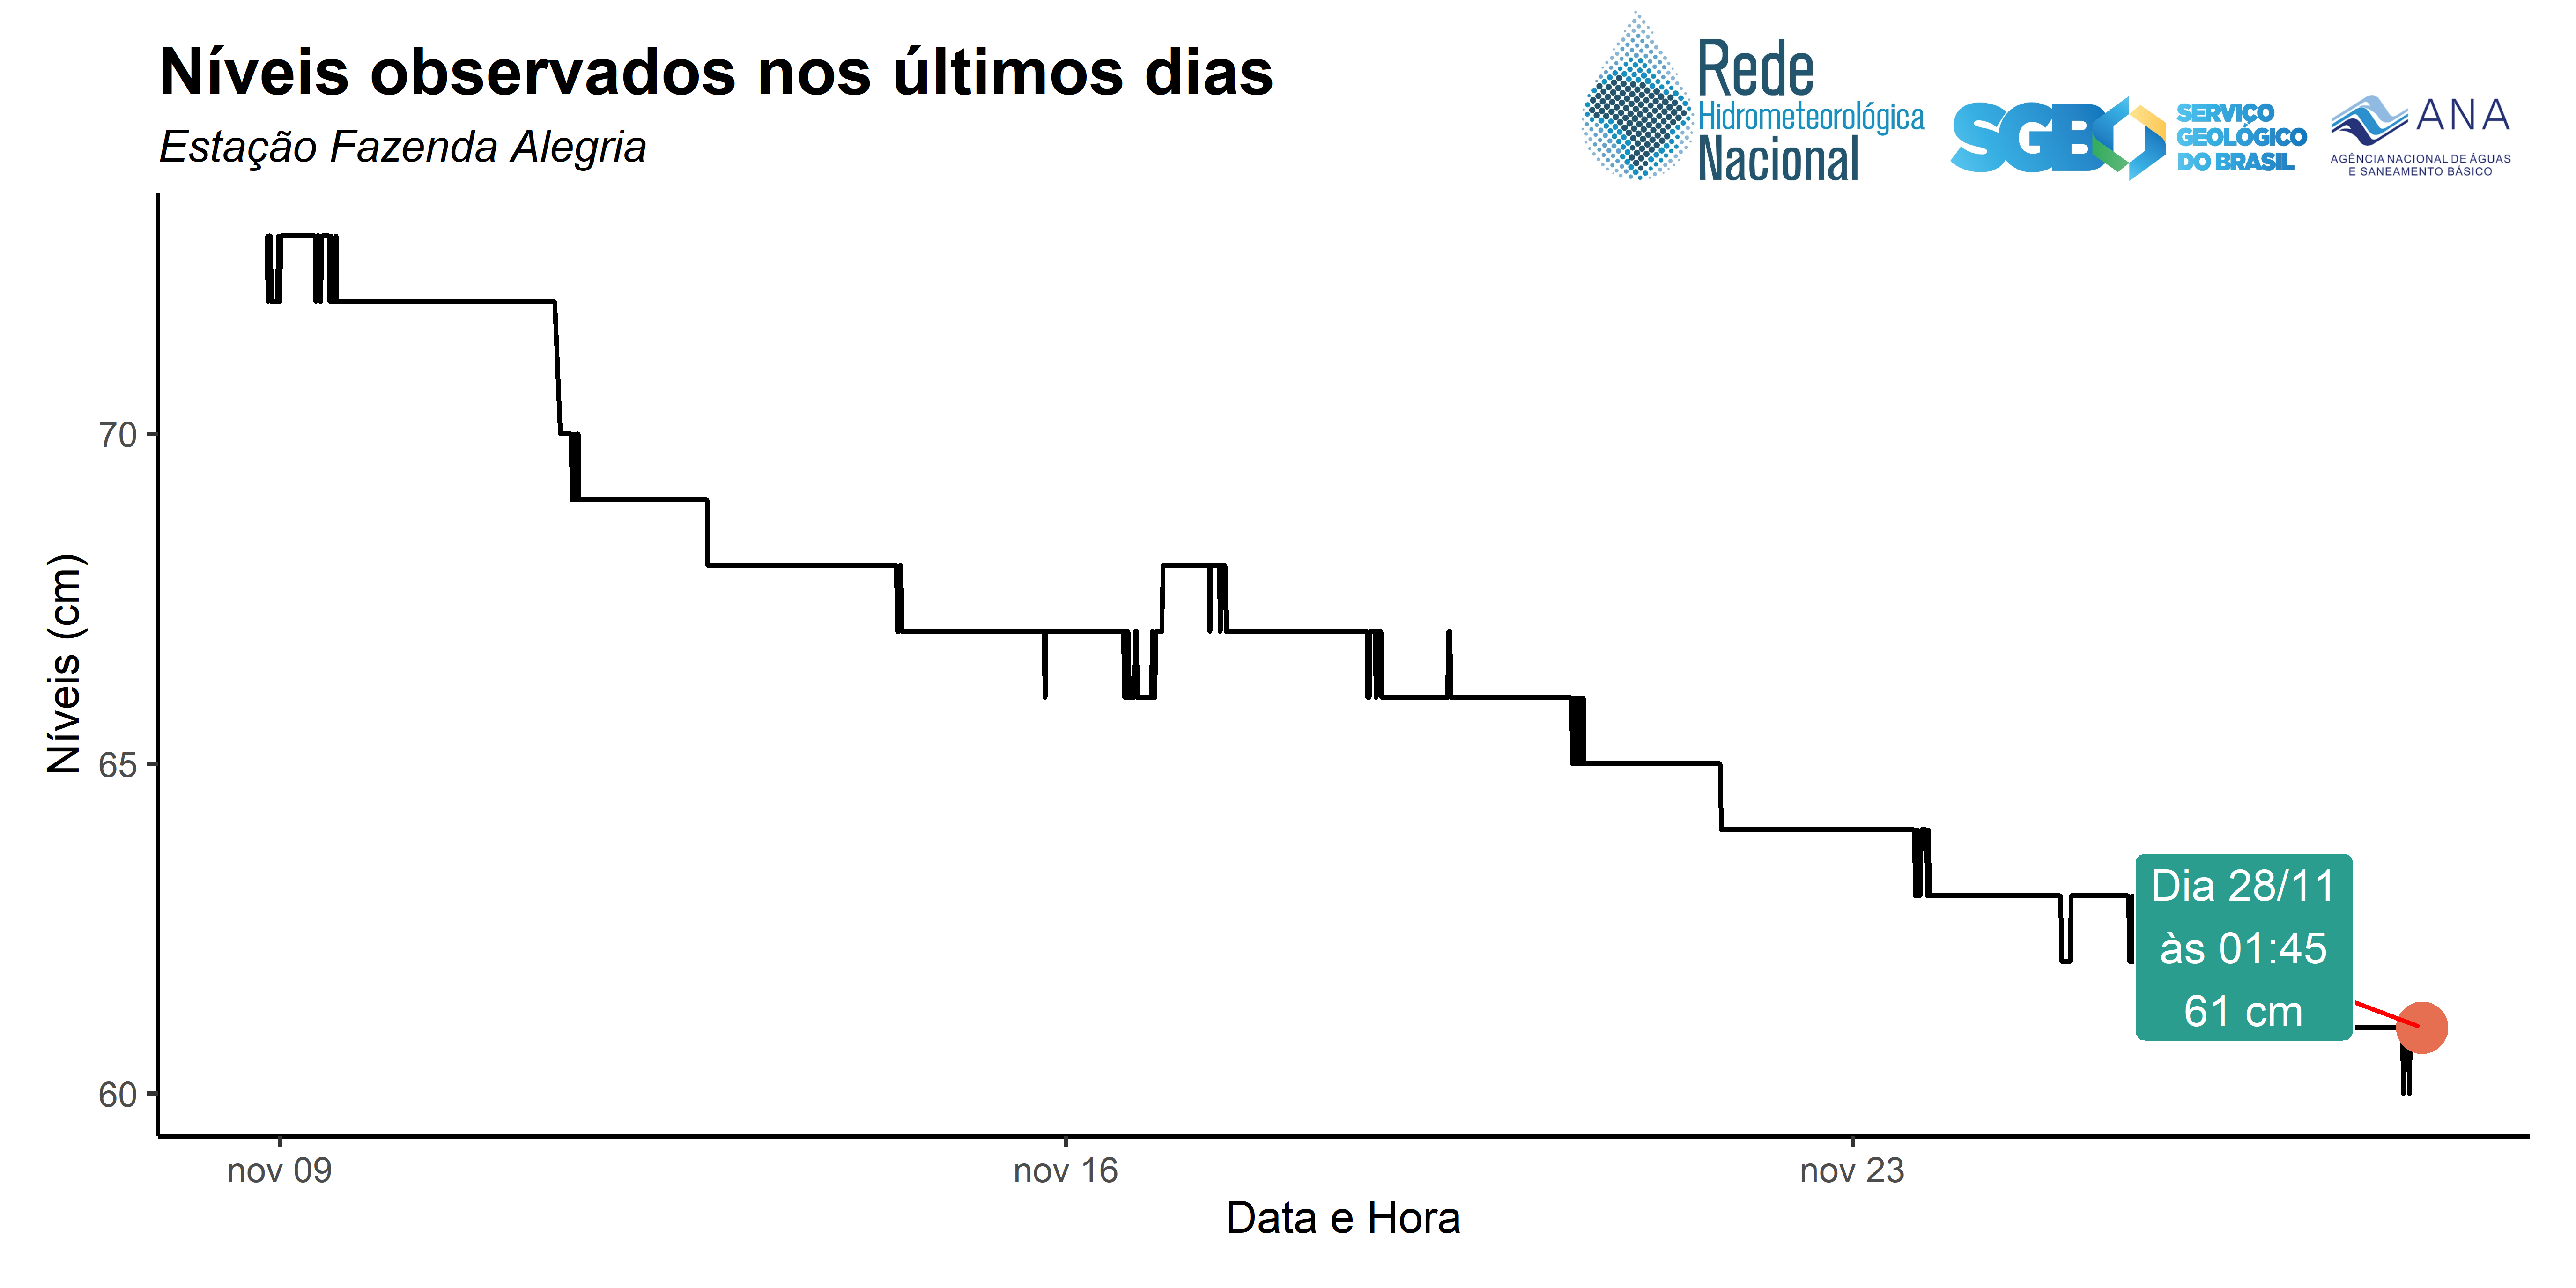 Níveis observados nos últimos dias
Estação Fazenda Alegria
Rede
Hidrometeorológica
Nacional
SGB
SERVIÇO
GEOLÓGICO
DO BRASIL
ANA
AGÊNCIA NACIONAL DE ÁGUAS
E SANEAMENTO BÁSICO
Níveis (cm)
70
65
60
Dia 28/11
às 01:45
61 cm
nov 09
nov 16
nov 23
Data e Hora